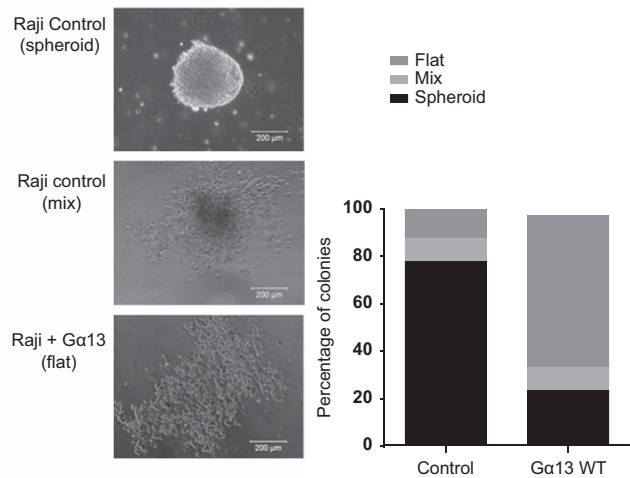 Raji Control
(spheroid)
200 µm
Raji control
(mix)
200 µm
Raji + Gα13
(flat)
200 µm
Flat
Mix
Spheroid
Percentage of colonies
100
80
60
40
20
0
Control
Gα13 WT